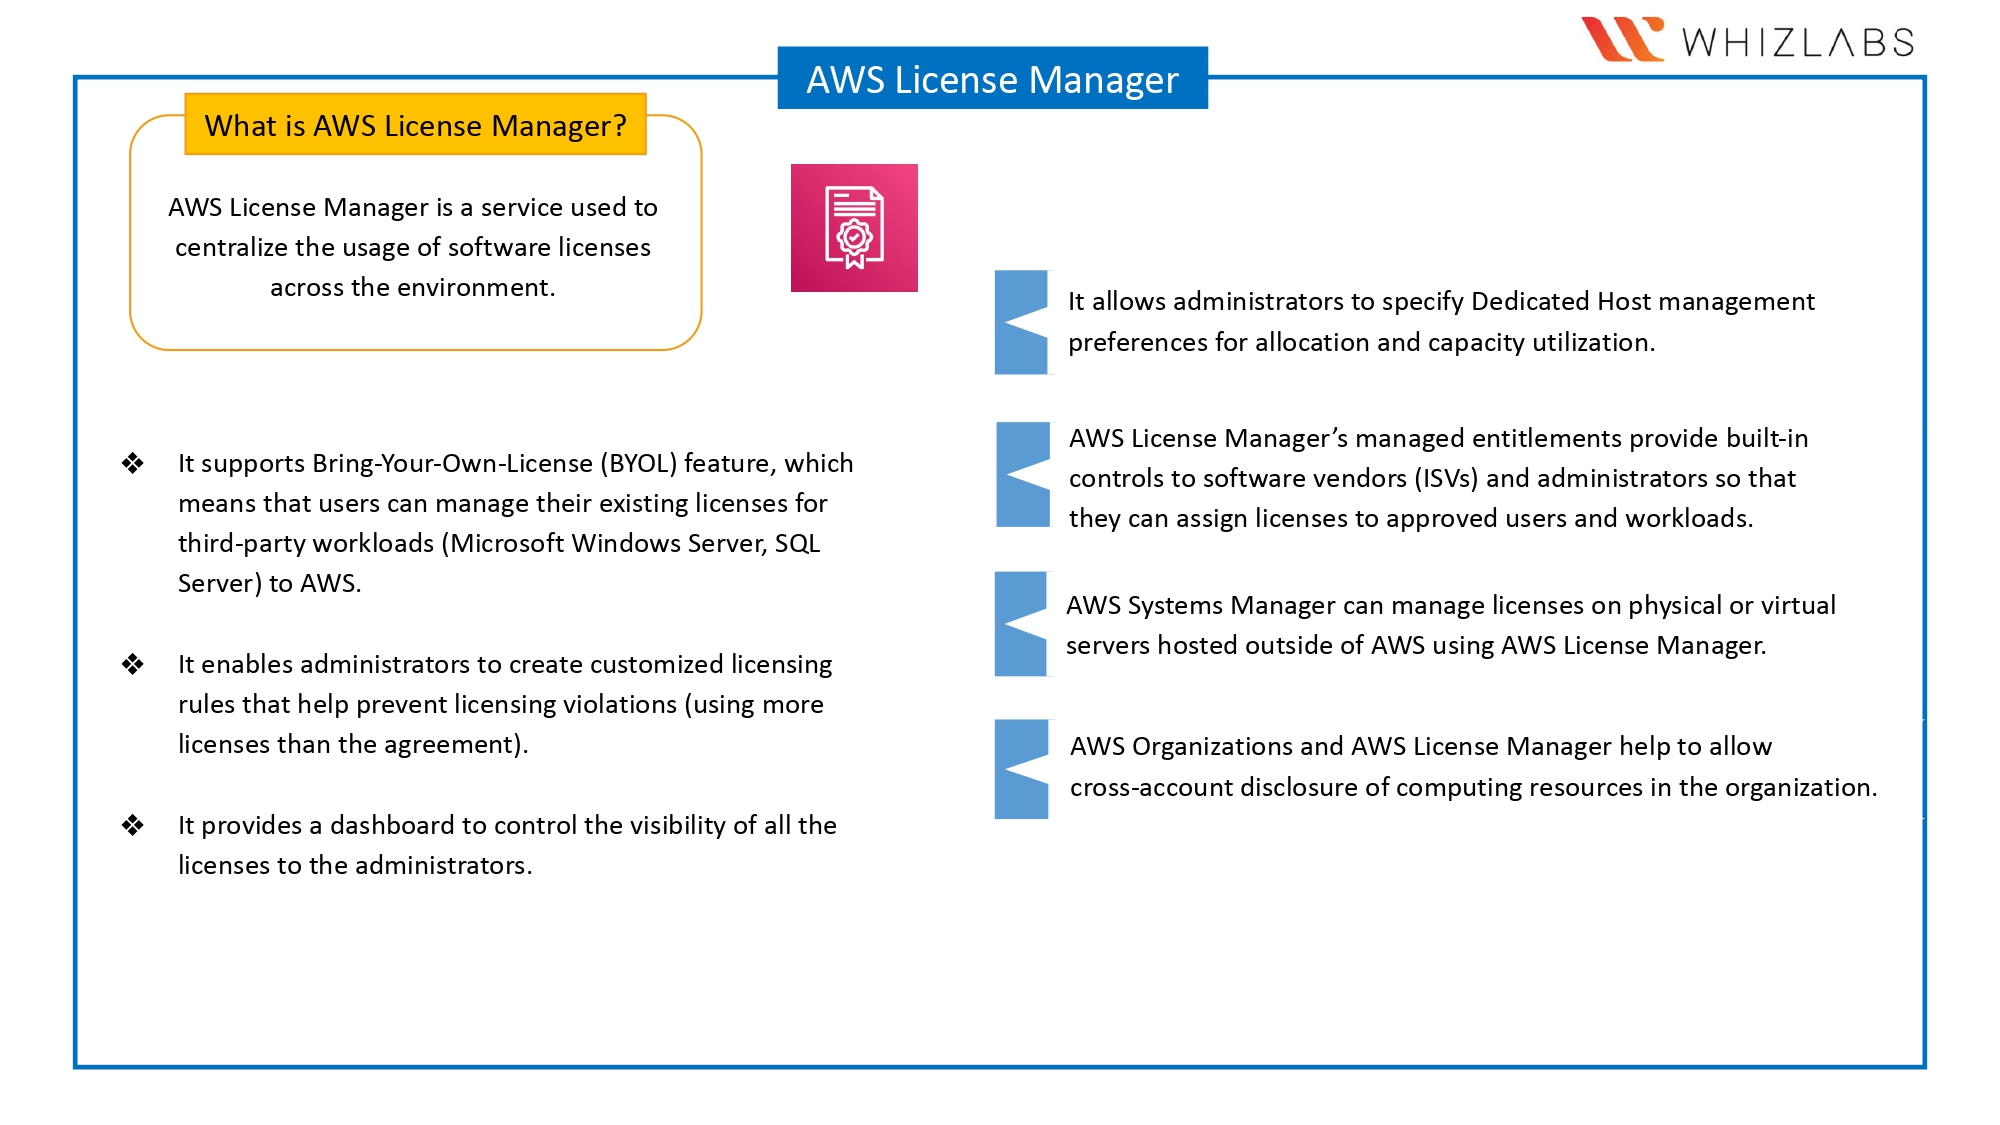 WHIZLABS
AWS License Manager
What is AWS License Manager?
AWS License Manager is a service used to
centralize the usage of software licenses
across the environment.
❖ It supports Bring-Your-Own-License (BYOL) feature, which
means that users can manage their existing licenses for
third-party workloads (Microsoft Windows Server, SQL
Server) to AWS.
❖ It enables administrators to create customized licensing
rules that help prevent licensing violations (using more
licenses than the agreement).
❖ It provides a dashboard to control the visibility of all the
licenses to the administrators.
It allows administrators to specify Dedicated Host management
preferences for allocation and capacity utilization.
AWS License Manager’s managed entitlements provide built-in
controls to software vendors (ISVs) and administrators so that
they can assign licenses to approved users and workloads.
AWS Systems Manager can manage licenses on physical or virtual
servers hosted outside of AWS using AWS License Manager.
AWS Organizations and AWS License Manager help to allow
cross-account disclosure of computing resources in the organization.